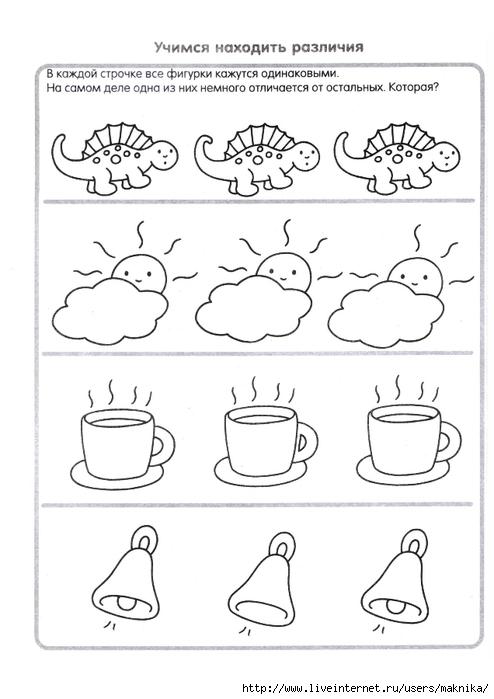 Учимся находить различия
В каждой строчке все фигурки кажутся одинаковыми.
На самом деле одна из них немного отличается от остальных. Которая?
http://www.liveinternet.ru/users/maknika/